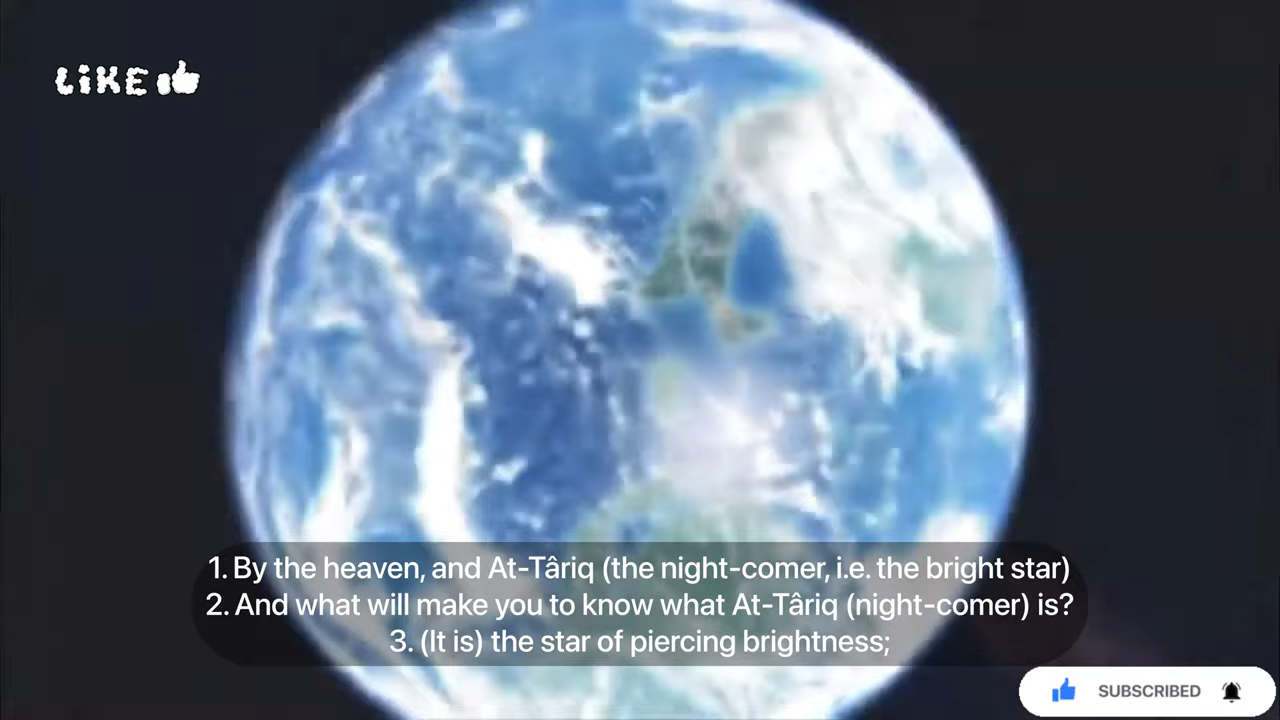 LIKE
1. By the heaven, and At-Târiq (the night-comer, i.e. the bright star)
2. And what will make you to know what At-Târiq (night-comer) is?
3. (It is) the star of piercing brightness;
SUBSCRIBED